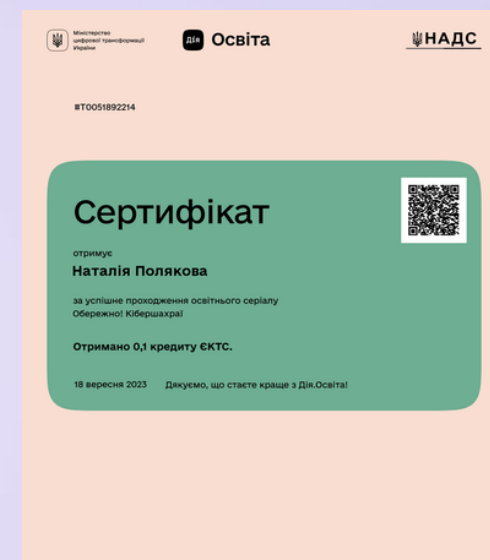 Міністерство
цифрової трансформації
України
Дія Освіта
НАДС
#T0051892214
Сертифікат
отримує
Наталія Полякова
за успішне проходження освітнього серіалу
Обережно! Кібершахраї
Отримано 0,1 кредиту ЄКТС.
18 вересня 2023 Дякуємо, що стаєте краще з Дія.Освіта!